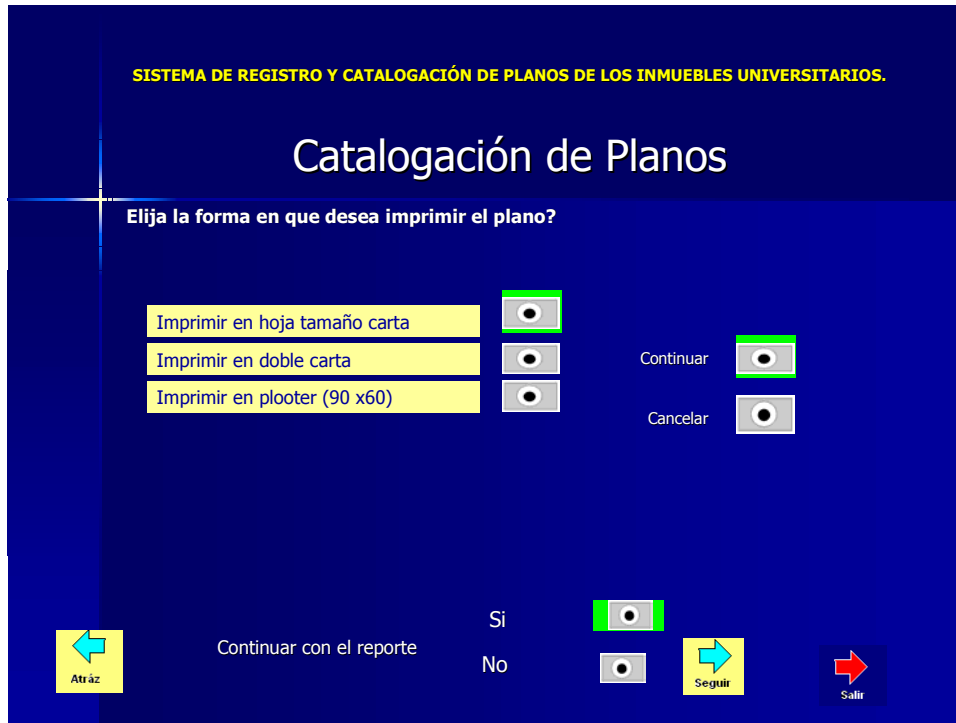 SISTEMA DE REGISTRO Y CATALOGACIÓN DE PLANOS DE LOS INMUEBLES UNIVERSITARIOS.
Catalogación de Planos
Elija la forma en que desea imprimir el plano?
Imprimir en hoja tamaño carta
Imprimir en doble carta
Continuar
Imprimir en plooter (90 x60)
Cancelar
Si
Continuar con el reporte
No
Atráz
Seguir
Salir